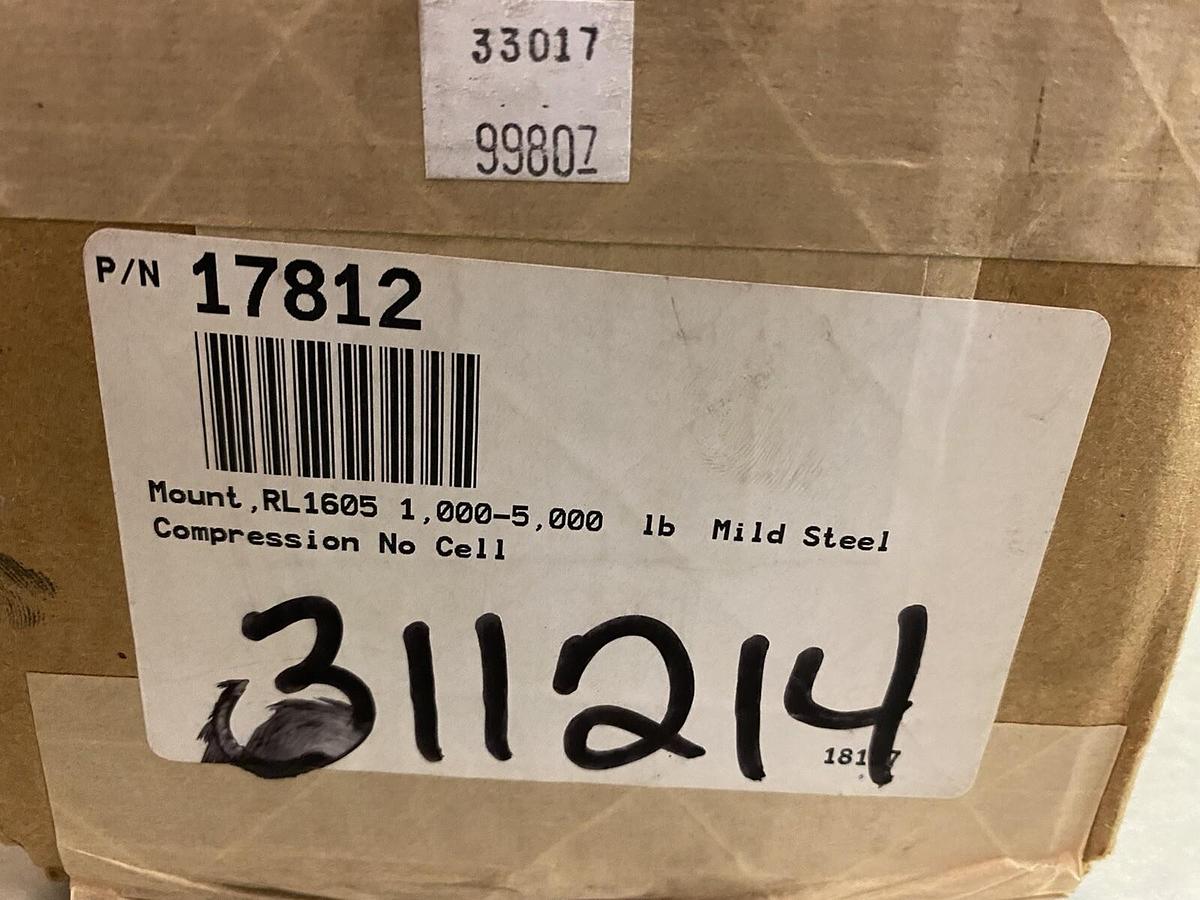 33017
99807
P/N 17812
Mount,RL1605 1,000-5,000 lb Mild Steel
Compression No Cell
311214